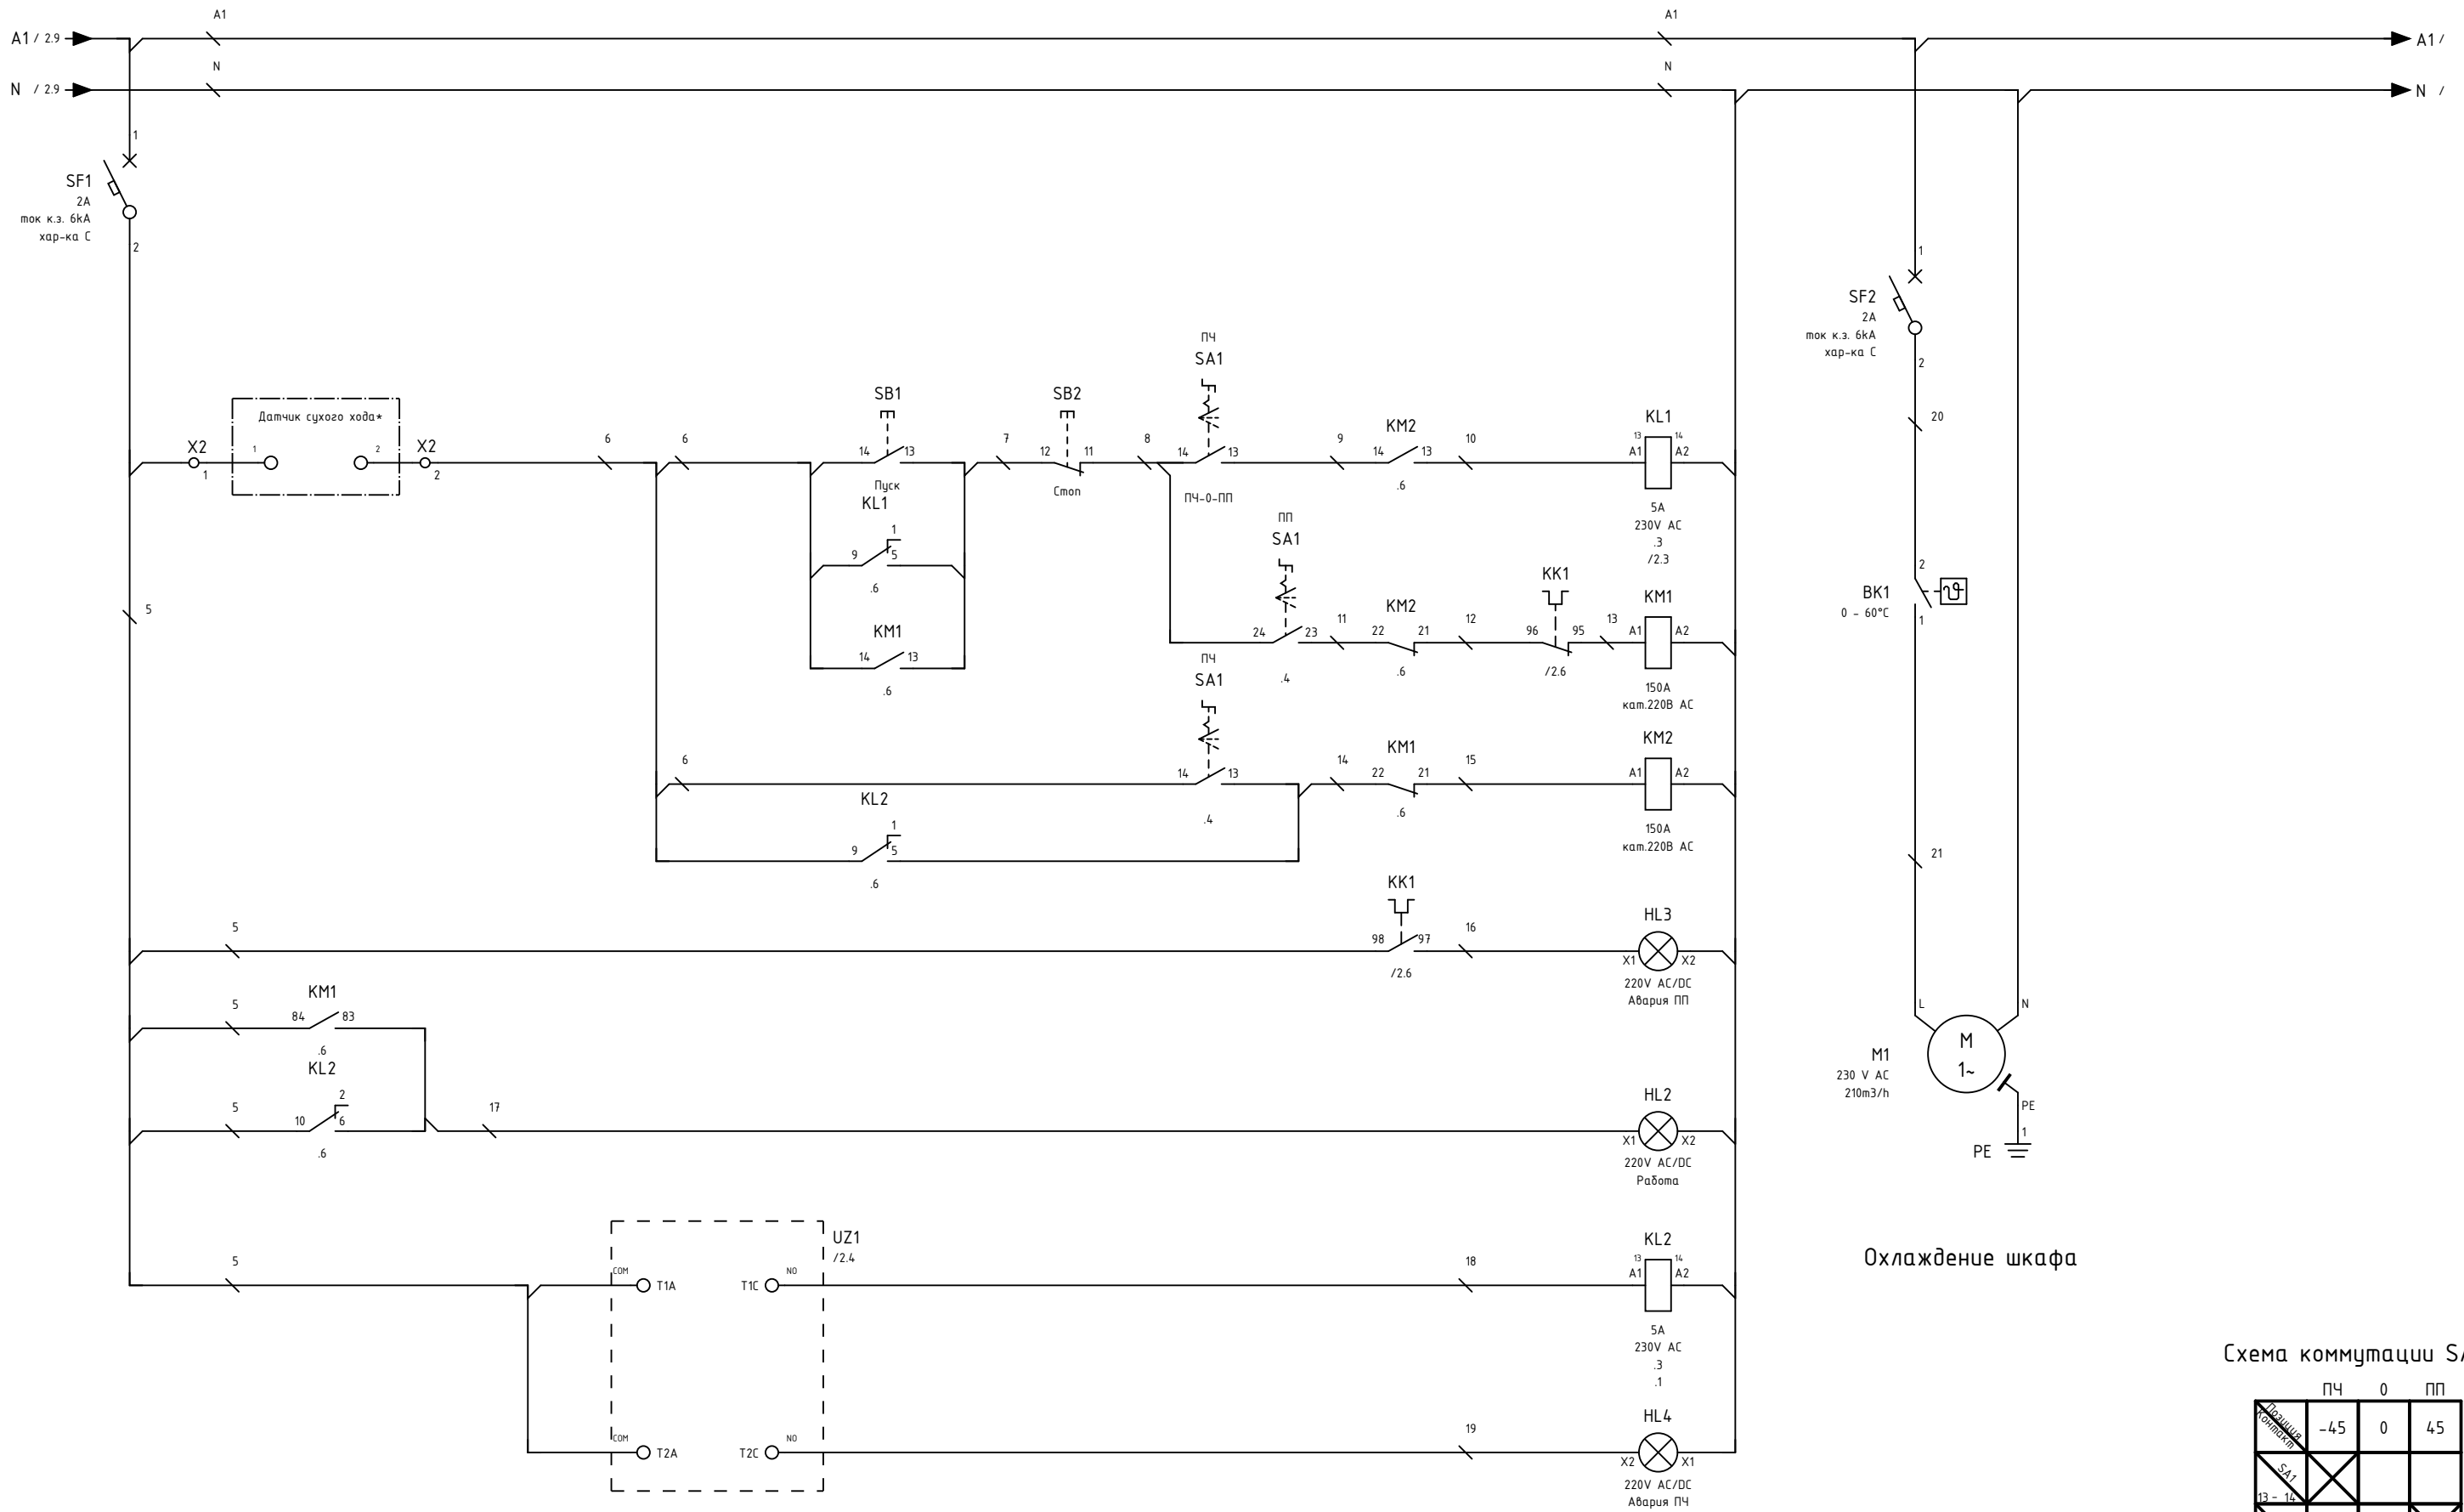 A1
A1
A1 / 2.9
A1 /
N
N
N / 2.9
N /
1
SF1
2A
ток к.з. 6kA
хар-ка С
2
1
SF2
2A
ток к.з. 6kA
хар-ка С
2
20
ПЧ
SA1
SB1
SB2
KL1
Датчик сухого хода*
X2
1
2
X2
1
2
6
6
14
13
Пуск
7
12
11
Стоп
8
14
13
ПЧ-0-ПП
9
KM2
14
13
.6
10
13
14
A1
A2
5A
230V AC
.3
/2.3
KL1
1
9
5
.6
ПП
SA1
24
23
.4
11
KM2
22
21
.6
12
KK1
96
95
/2.6
13
KM1
A1
A2
150A
кат.220В АС
5
KM1
14
13
.6
2
BK1
0 - 60°C
1
ПЧ
SA1
6
14
13
.4
14
KM1
22
21
.6
15
KM2
A1
A2
150A
кат.220В АС
KL2
1
9
5
.6
21
5
KK1
98
97
/2.6
16
HL3
X1
X2
220V AC/DC
Авария ПП
5
KM1
84
83
.6
L
N
M
1~
M1
230 V AC
210m3/h
PE
1
PE
5
KL2
2
10
6
.6
17
HL2
X1
X2
220V AC/DC
Работа
UZ1
/2.4
Охлаждение шкафа
5
COM
T1A
T1C
NO
18
KL2
13
14
A1
A2
5A
230V AC
.3
.1
COM
T2A
T2C
NO
19
HL4
X2
X1
220V AC/DC
Авария ПЧ
Схема коммутации
ПЧ 0 ПП
Позиция
Контакт
-45 0 45
SA1
13 - 14